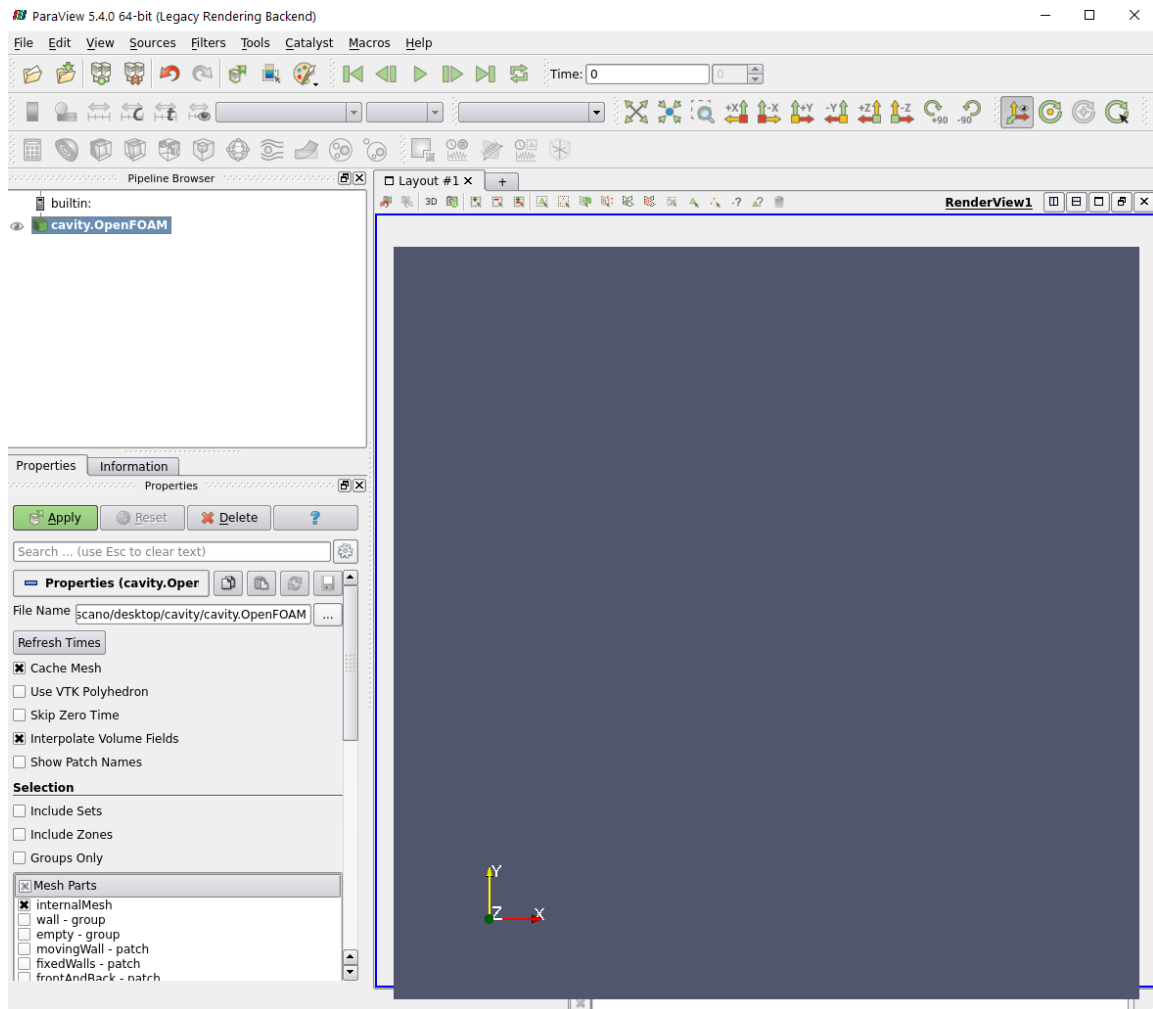 ParaView 5.4.0 64-bit (Legacy Rendering Backend)
File Edit View Sources Filters Tools Catalyst Macros Help
Time: 0 0
+X -X +Y -Y +Z -Z +90 -90
Pipeline Browser
builtin:
cavity.OpenFOAM
Layout #1 +
3D RenderView1
Properties Information
Properties
Apply Reset Delete ?
Search ... (use Esc to clear text)
Properties (cavity.Oper
File Name scano/desktop/cavity/cavity.OpenFOAM ...
Refresh Times
Cache Mesh
Use VTK Polyhedron
Skip Zero Time
Interpolate Volume Fields
Show Patch Names
Selection
Include Sets
Include Zones
Groups Only
Mesh Parts
internalMesh
wall - group
empty - group
movingWall - patch
fixedWalls - patch
frontAndBack - patch
Y
Z X